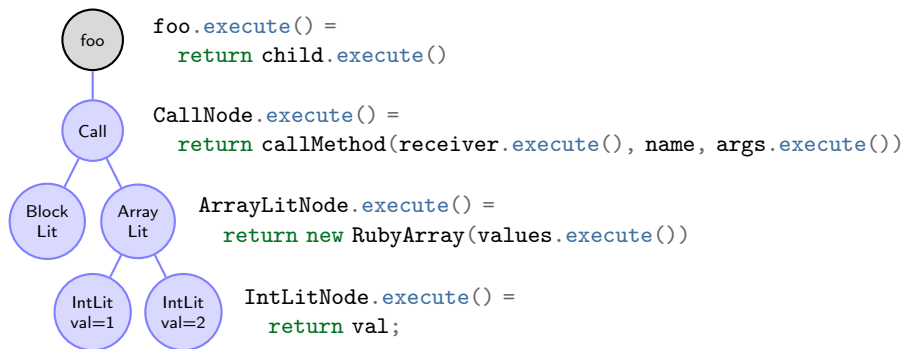 foo
foo.execute() =
return child.execute()
Call
CallNode.execute() =
return callMethod(receiver.execute(), name, args.execute())
Block
Lit
Array
Lit
ArrayLitNode.execute() =
return new RubyArray(values.execute())
IntLit
val=1
IntLit
val=2
IntLitNode.execute() =
return val;